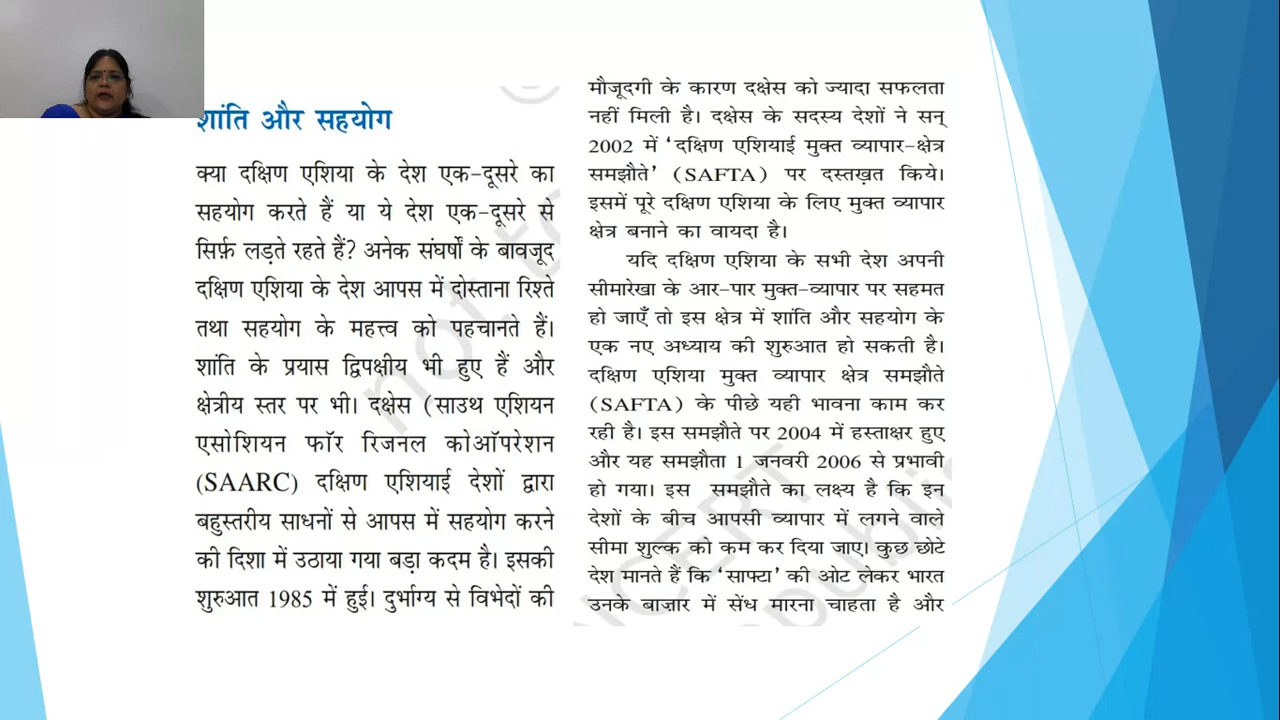 शांति और सहयोग
क्या दक्षिण एशिया के देश एक-दूसरे का
सहयोग करते हैं या ये देश एक-दूसरे से
सिर्फ़ लड़ते रहते हैं? अनेक संघर्षों के बावजूद
दक्षिण एशिया के देश आपस में दोस्ताना रिश्ते
तथा सहयोग के महत्त्व को पहचानते हैं।
शांति के प्रयास द्विपक्षीय भी हुए हैं और
क्षेत्रीय स्तर पर भी। दक्षेस (साउथ एशियन
एसोशियन फॉर रिजनल कोऑपरेशन
(SAARC) दक्षिण एशियाई देशों द्वारा
बहुस्तरीय साधनों से आपस में सहयोग करने
की दिशा में उठाया गया बड़ा कदम है। इसकी
शुरुआत 1985 में हुई। दुर्भाग्य से विभेदों की
मौजूदगी के कारण दक्षेस को ज्यादा सफलता
नहीं मिली है। दक्षेस के सदस्य देशों ने सन्
2002 में ‘दक्षिण एशियाई मुक्त व्यापार-क्षेत्र
समझौते’ (SAFTA) पर दस्तख़त किये।
इसमें पूरे दक्षिण एशिया के लिए मुक्त व्यापार
क्षेत्र बनाने का वायदा है।
यदि दक्षिण एशिया के सभी देश अपनी
सीमारेखा के आर-पार मुक्त-व्यापार पर सहमत
हो जाएँ तो इस क्षेत्र में शांति और सहयोग के
एक नए अध्याय की शुरुआत हो सकती है।
दक्षिण एशिया मुक्त व्यापार क्षेत्र समझौते
(SAFTA) के पीछे यही भावना काम कर
रही है। इस समझौते पर 2004 में हस्ताक्षर हुए
और यह समझौता 1 जनवरी 2006 से प्रभावी
हो गया। इस समझौते का लक्ष्य है कि इन
देशों के बीच आपसी व्यापार में लगने वाले
सीमा शुल्क को कम कर दिया जाए। कुछ छोटे
देश मानते हैं कि ‘साफ्टा’ की ओट लेकर भारत
उनके बाज़ार में सेंध मारना चाहता है और
not to
NCERT